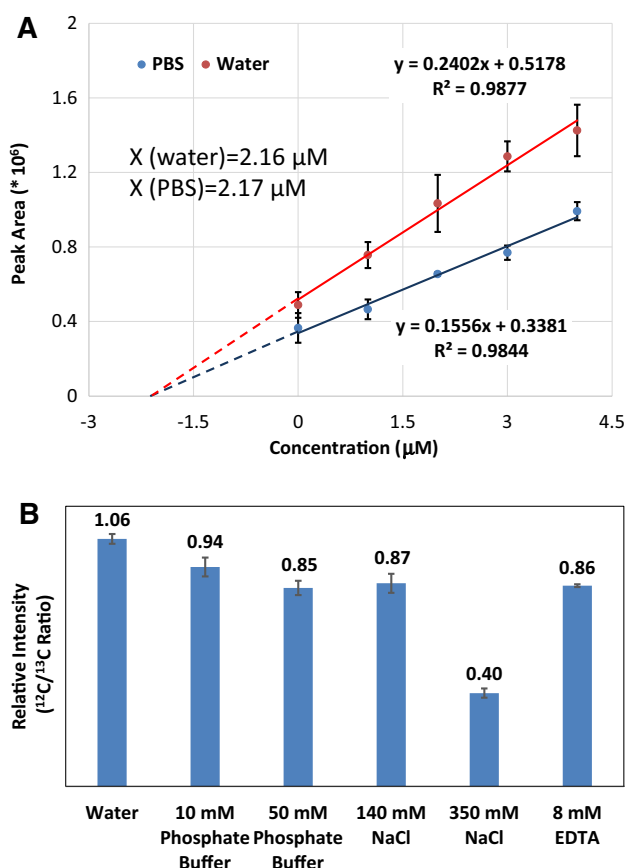 A
PBS
Water
y = 0.2402x + 0.5178
R² = 0.9877
X (water)=2.16 µM
X (PBS)=2.17 µM
y = 0.1556x + 0.3381
R² = 0.9844
Peak Area (* 10⁶)
2
1.6
1.2
0.8
0.4
0
-3
-1.5
0
1.5
3
4.5
Concentration (µM)
B
Relative Intensity
(¹²C/¹³C Ratio)
1.06
0.94
0.85
0.87
0.40
0.86
Water
10 mM
Phosphate
Buffer
50 mM
Phosphate
Buffer
140 mM
NaCl
350 mM
NaCl
8 mM
EDTA